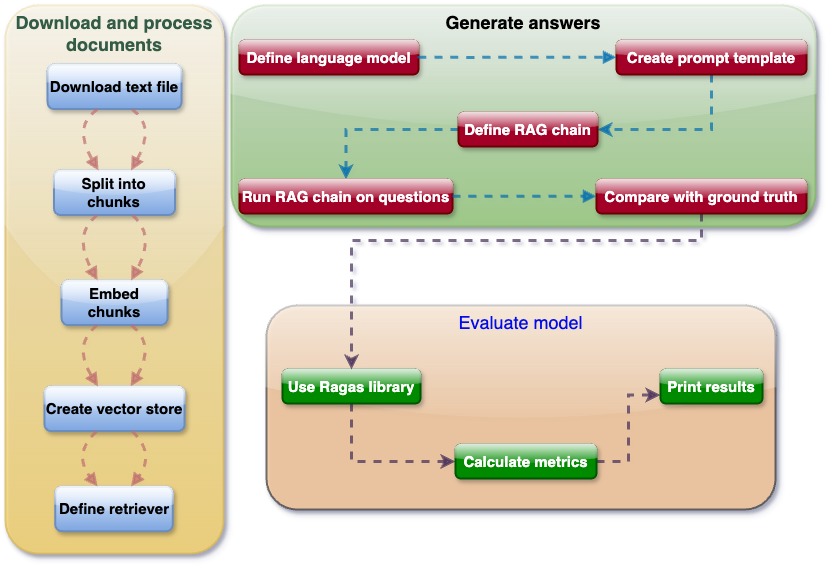 Download and process
documents
Download text file
Split into
chunks
Embed
chunks
Create vector store
Define retriever
Generate answers
Define language model
Create prompt template
Define RAG chain
Run RAG chain on questions
Compare with ground truth
Evaluate model
Use Ragas library
Print results
Calculate metrics